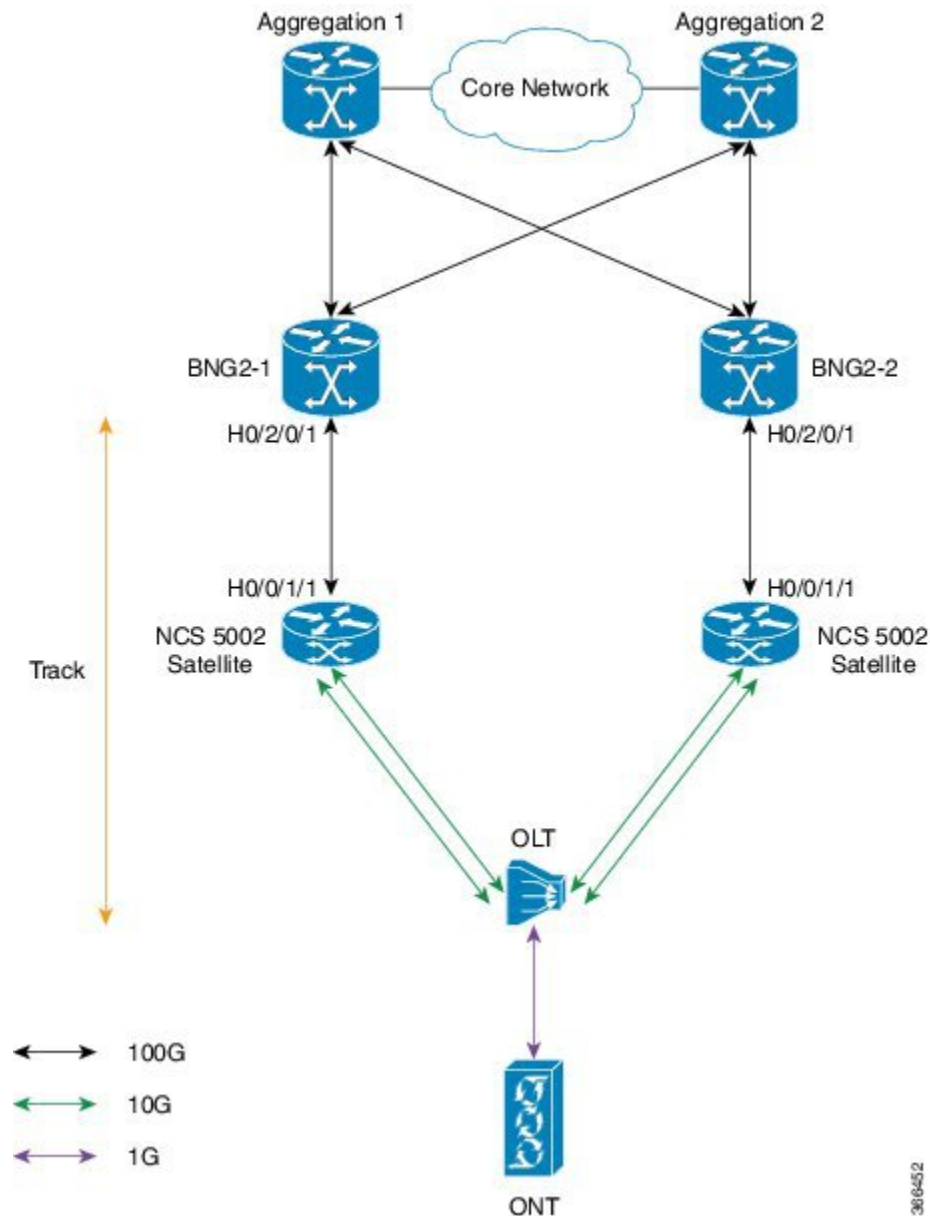 Aggregation 1
Aggregation 2
Core Network
BNG2-1
BNG2-2
H0/2/0/1
H0/2/0/1
H0/0/1/1
H0/0/1/1
NCS 5002
Satellite
NCS 5002
Satellite
Track
OLT
100G
10G
1G
ONT
366452